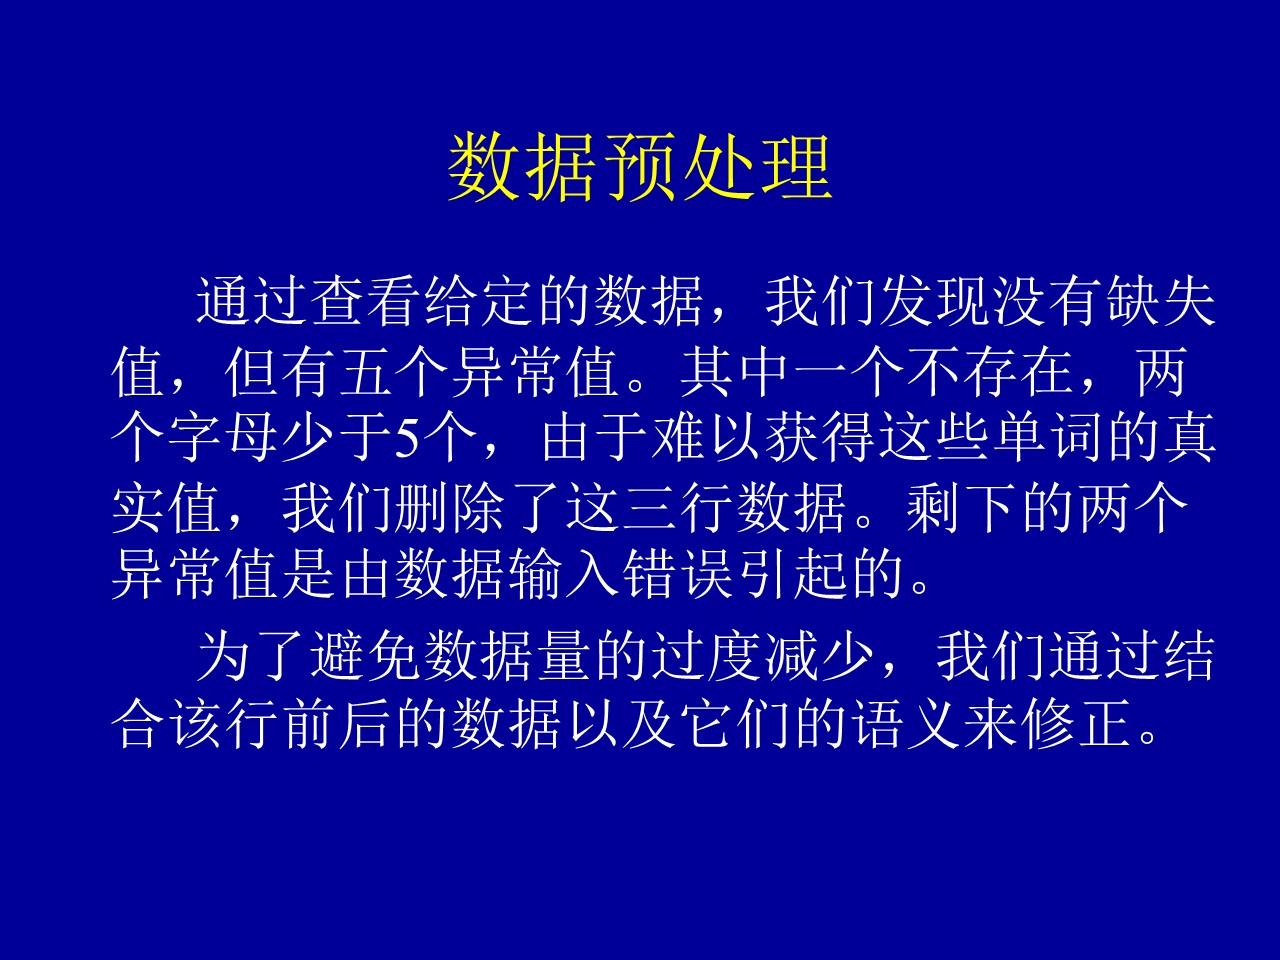 数据预处理
通过查看给定的数据，我们发现没有缺失
值，但有五个异常值。其中一个不存在，两
个字母少于5个，由于难以获得这些单词的真
实值，我们删除了这三行数据。剩下的两个
异常值是由数据输入错误引起的。
为了避免数据量的过度减少，我们通过结
合该行前后的数据以及它们的语义来修正。